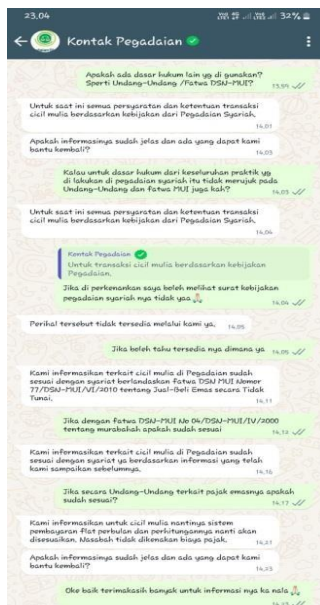 23.04
32%
Kontak Pegadaian
Apakah ada dasar hukum lain yg di gunakan?
Sperti Undang-Undang /Fatwa DSN-MUI?
13,59
Untuk saat ini semua persyaratan dan ketentuan transaksi
cicil mulia berdasarkan kebijakan dari Pegadaian Syariah.
14,01
Apakah informasinya sudah jelas dan ada yang dapat kami
bantu kembali?
14,03
Kalau untuk dasar hukum dari keseluruhan praktik yg
di lakukan di pegadaian syariah itu tidak merujuk pada
Undang-Undang dan fatwa MUI juga kah?
14,03
Untuk saat ini semua persyaratan dan ketentuan transaksi
cicil mulia berdasarkan kebijakan dari Pegadaian Syariah.
14,04
Kontak Pegadaian
Untuk transaksi cicil mulia berdasarkan kebijakan
Pegadaian.
Jika di perkenankan saya boleh melihat surat kebijakan
pegadaian syariah nya tidak yaa
14,04
Perihal tersebut tidak tersedia melalui kami ya.
14,05
Jika boleh tahu tersedia nya dimana ya
14,05
Kami informasikan terkait cicil mulia di Pegadaian sudah
sesuai dengan syariat berlandaskan fatwa DSN MUI Nomor
77/DSN-MUI/VI/2010 tentang Jual-Beli Emas secara Tidak
Tunai.
14,11
Jika dengan fatwa DSN-MUI No 04/DSN-MUI/IV/2000
tentang murabahah apakah sudah sesuai
14,12
Kami informasikan terkait cicil mulia di Pegadaian sudah
sesuai dengan syariat ya berdasarkan informasi yang telah
kami sampaikan sebelumnya.
14,16
Jika secara Undang-Undang terkait pajak emasnya apakah
sudah sesuai?
14,17
Kami informasikan untuk cicil mulia nantinya sistem
pembayaran flat perbulan dan perhitungannya nanti akan
disesuaikan. Nasabah tidak dikenakan biaya pajak.
14,21
Apakah informasinya sudah jelas dan ada yang dapat kami
bantu kembali?
14,23
Oke baik terimakasih banyak untuk informasi nya ka nala